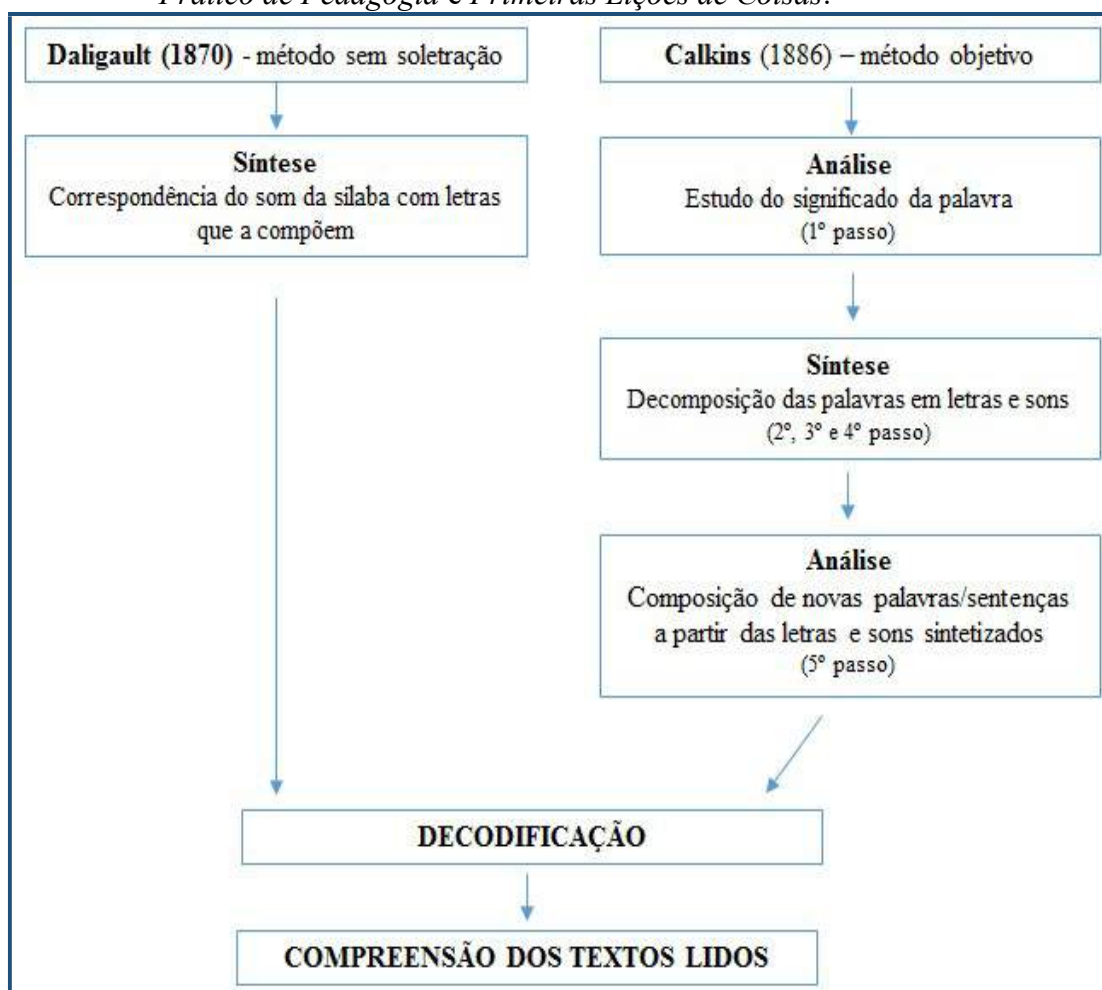 Prático de Pedagogia e Primeiras Lições de Coisas.
Daligault (1870) - método sem soletração
Síntese
Correspondência do som da sílaba com letras
que a compõem
Calkins (1886) – método objetivo
Análise
Estudo do significado da palavra
(1º passo)
Síntese
Decomposição das palavras em letras e sons
(2º, 3º e 4º passo)
Análise
Composição de novas palavras/sentenças
a partir das letras e sons sintetizados
(5º passo)
DECODIFICAÇÃO
COMPREENSÃO DOS TEXTOS LIDOS